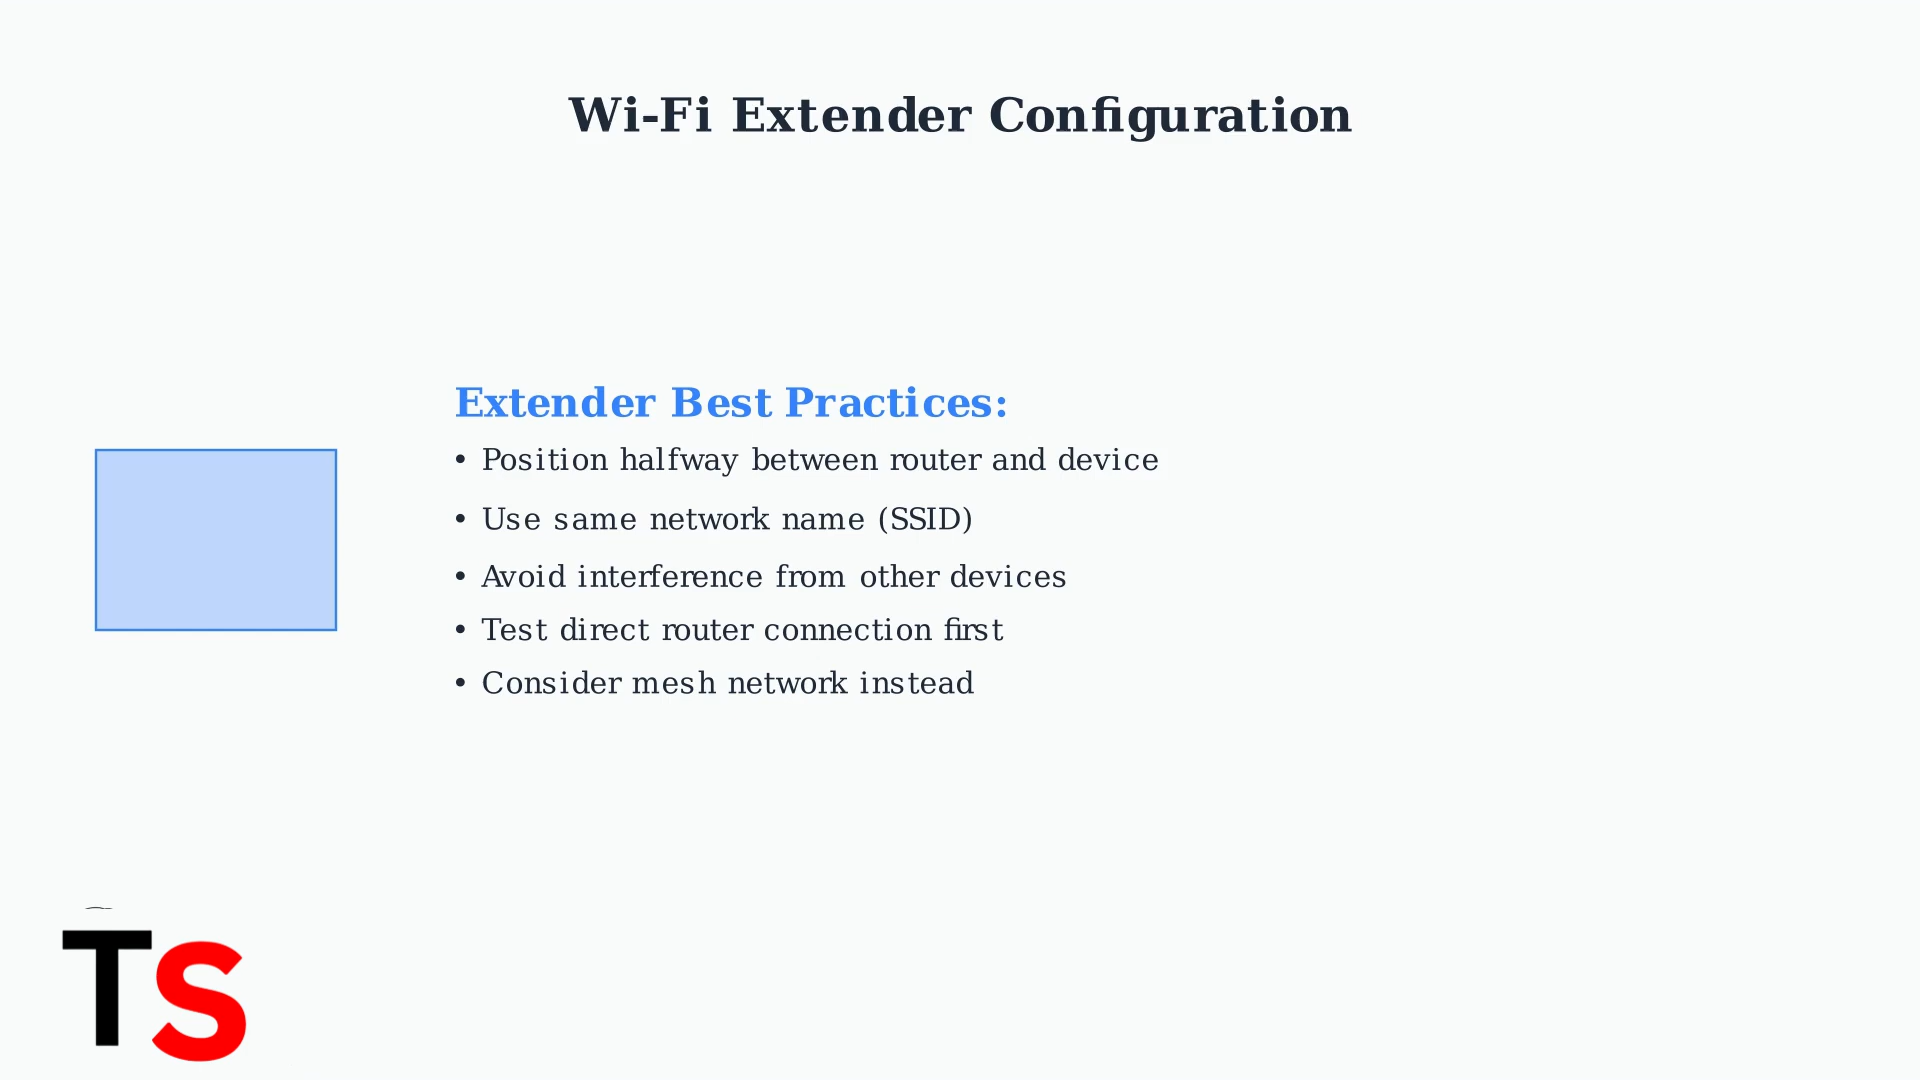 Wi-Fi Extender Configuration
Extender Best Practices:
• Position halfway between router and device
• Use same network name (SSID)
• Avoid interference from other devices
• Test direct router connection first
• Consider mesh network instead
TS